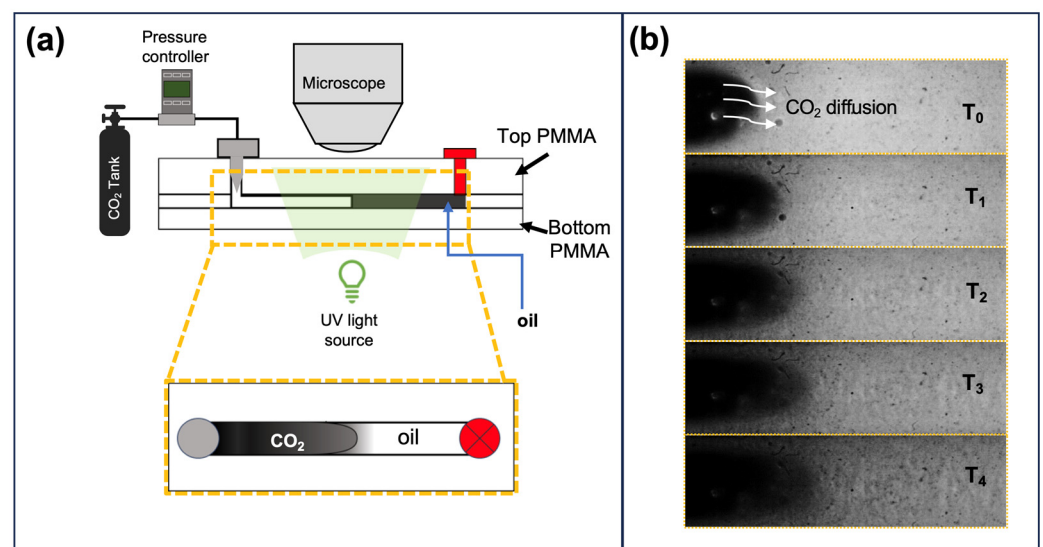 (a)
Pressure
controller
Microscope
CO₂ Tank
Top PMMA
Bottom
PMMA
oil
UV light
source
CO₂
oil
(b)
CO₂ diffusion
T₀
T₁
T₂
T₃
T₄